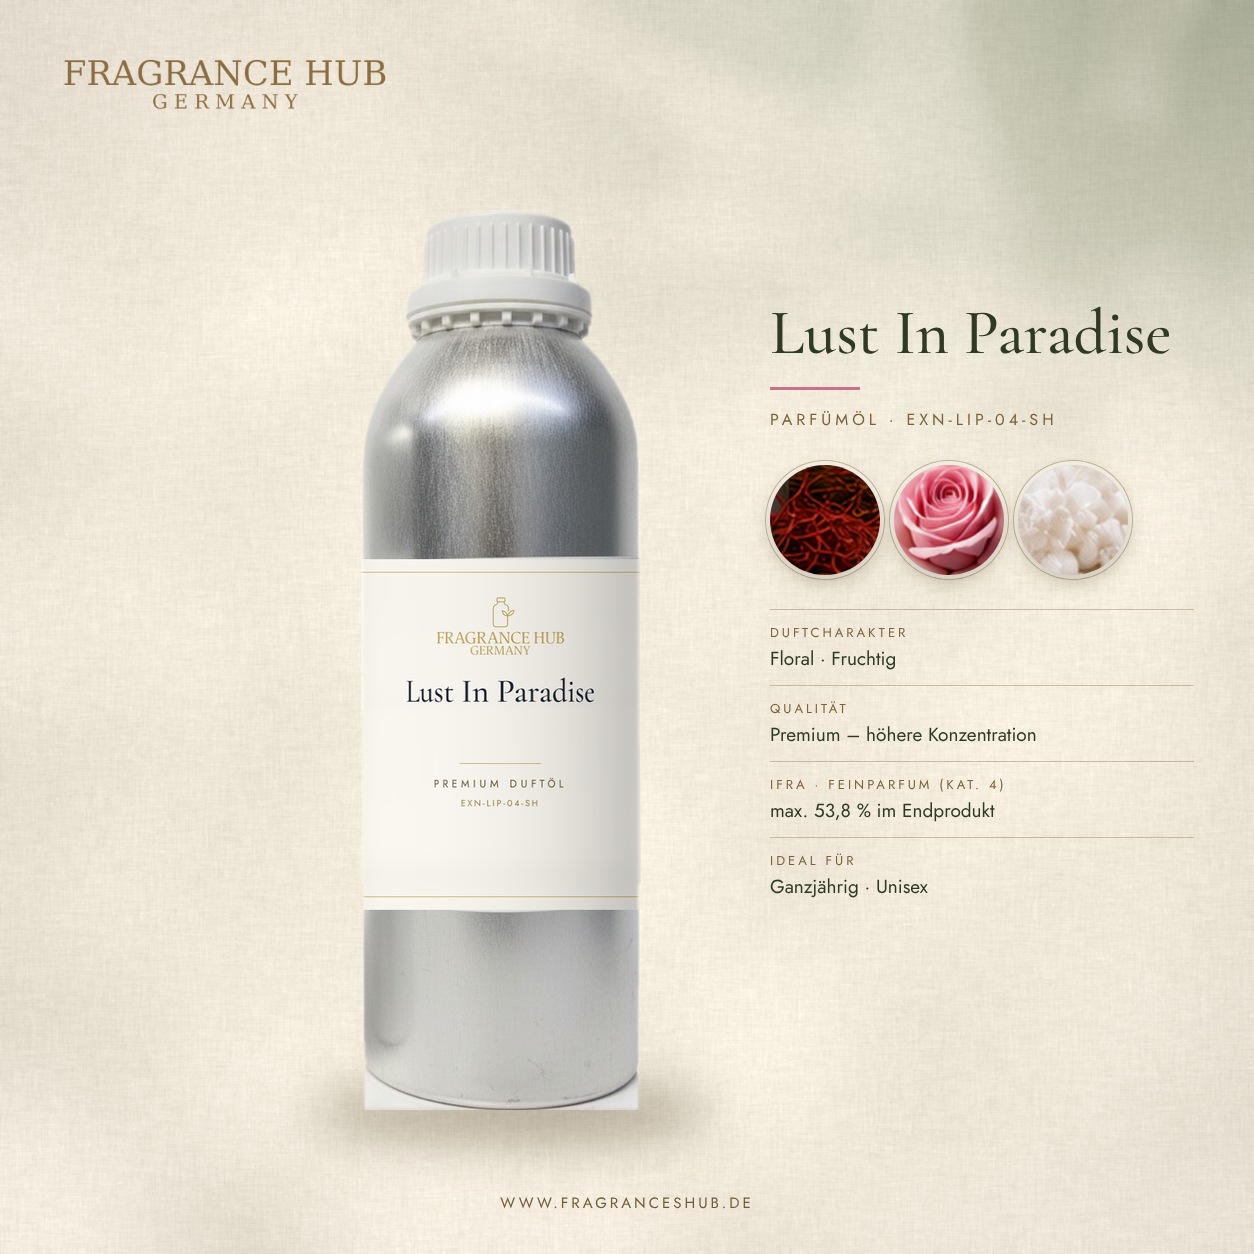 FRAGRANCE HUB
GERMANY
Lust In Paradise
PARFÜMÖL · EXN-LIP-04-SH
DUFTCHARAKTER
Floral · Fruchtig
QUALITÄT
Premium – höhere Konzentration
IFRA · FEINPARFUM (KAT. 4)
max. 53,8 % im Endprodukt
IDEAL FÜR
Ganzjährig · Unisex
FRAGRANCE HUB
GERMANY
Lust In Paradise
PREMIUM DUFTÖL
EXN-LIP-04-SH
WWW.FRAGRANCESHUB.DE